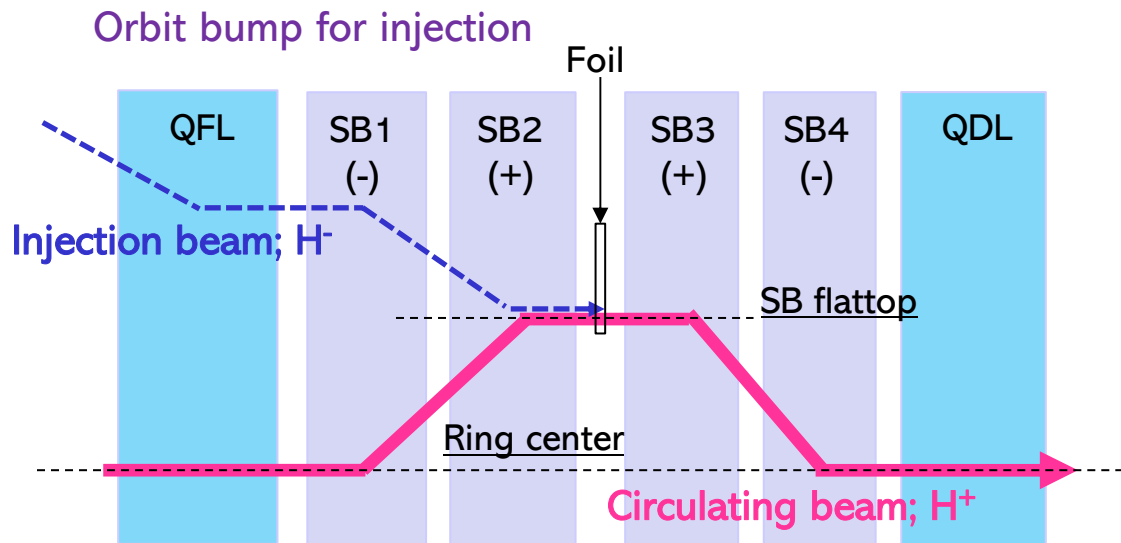 Orbit bump for injection
Foil
QFL
SB1
(-)
SB2
(+)
SB3
(+)
SB4
(-)
QDL
Injection beam; H⁻
SB flattop
Ring center
Circulating beam; H⁺